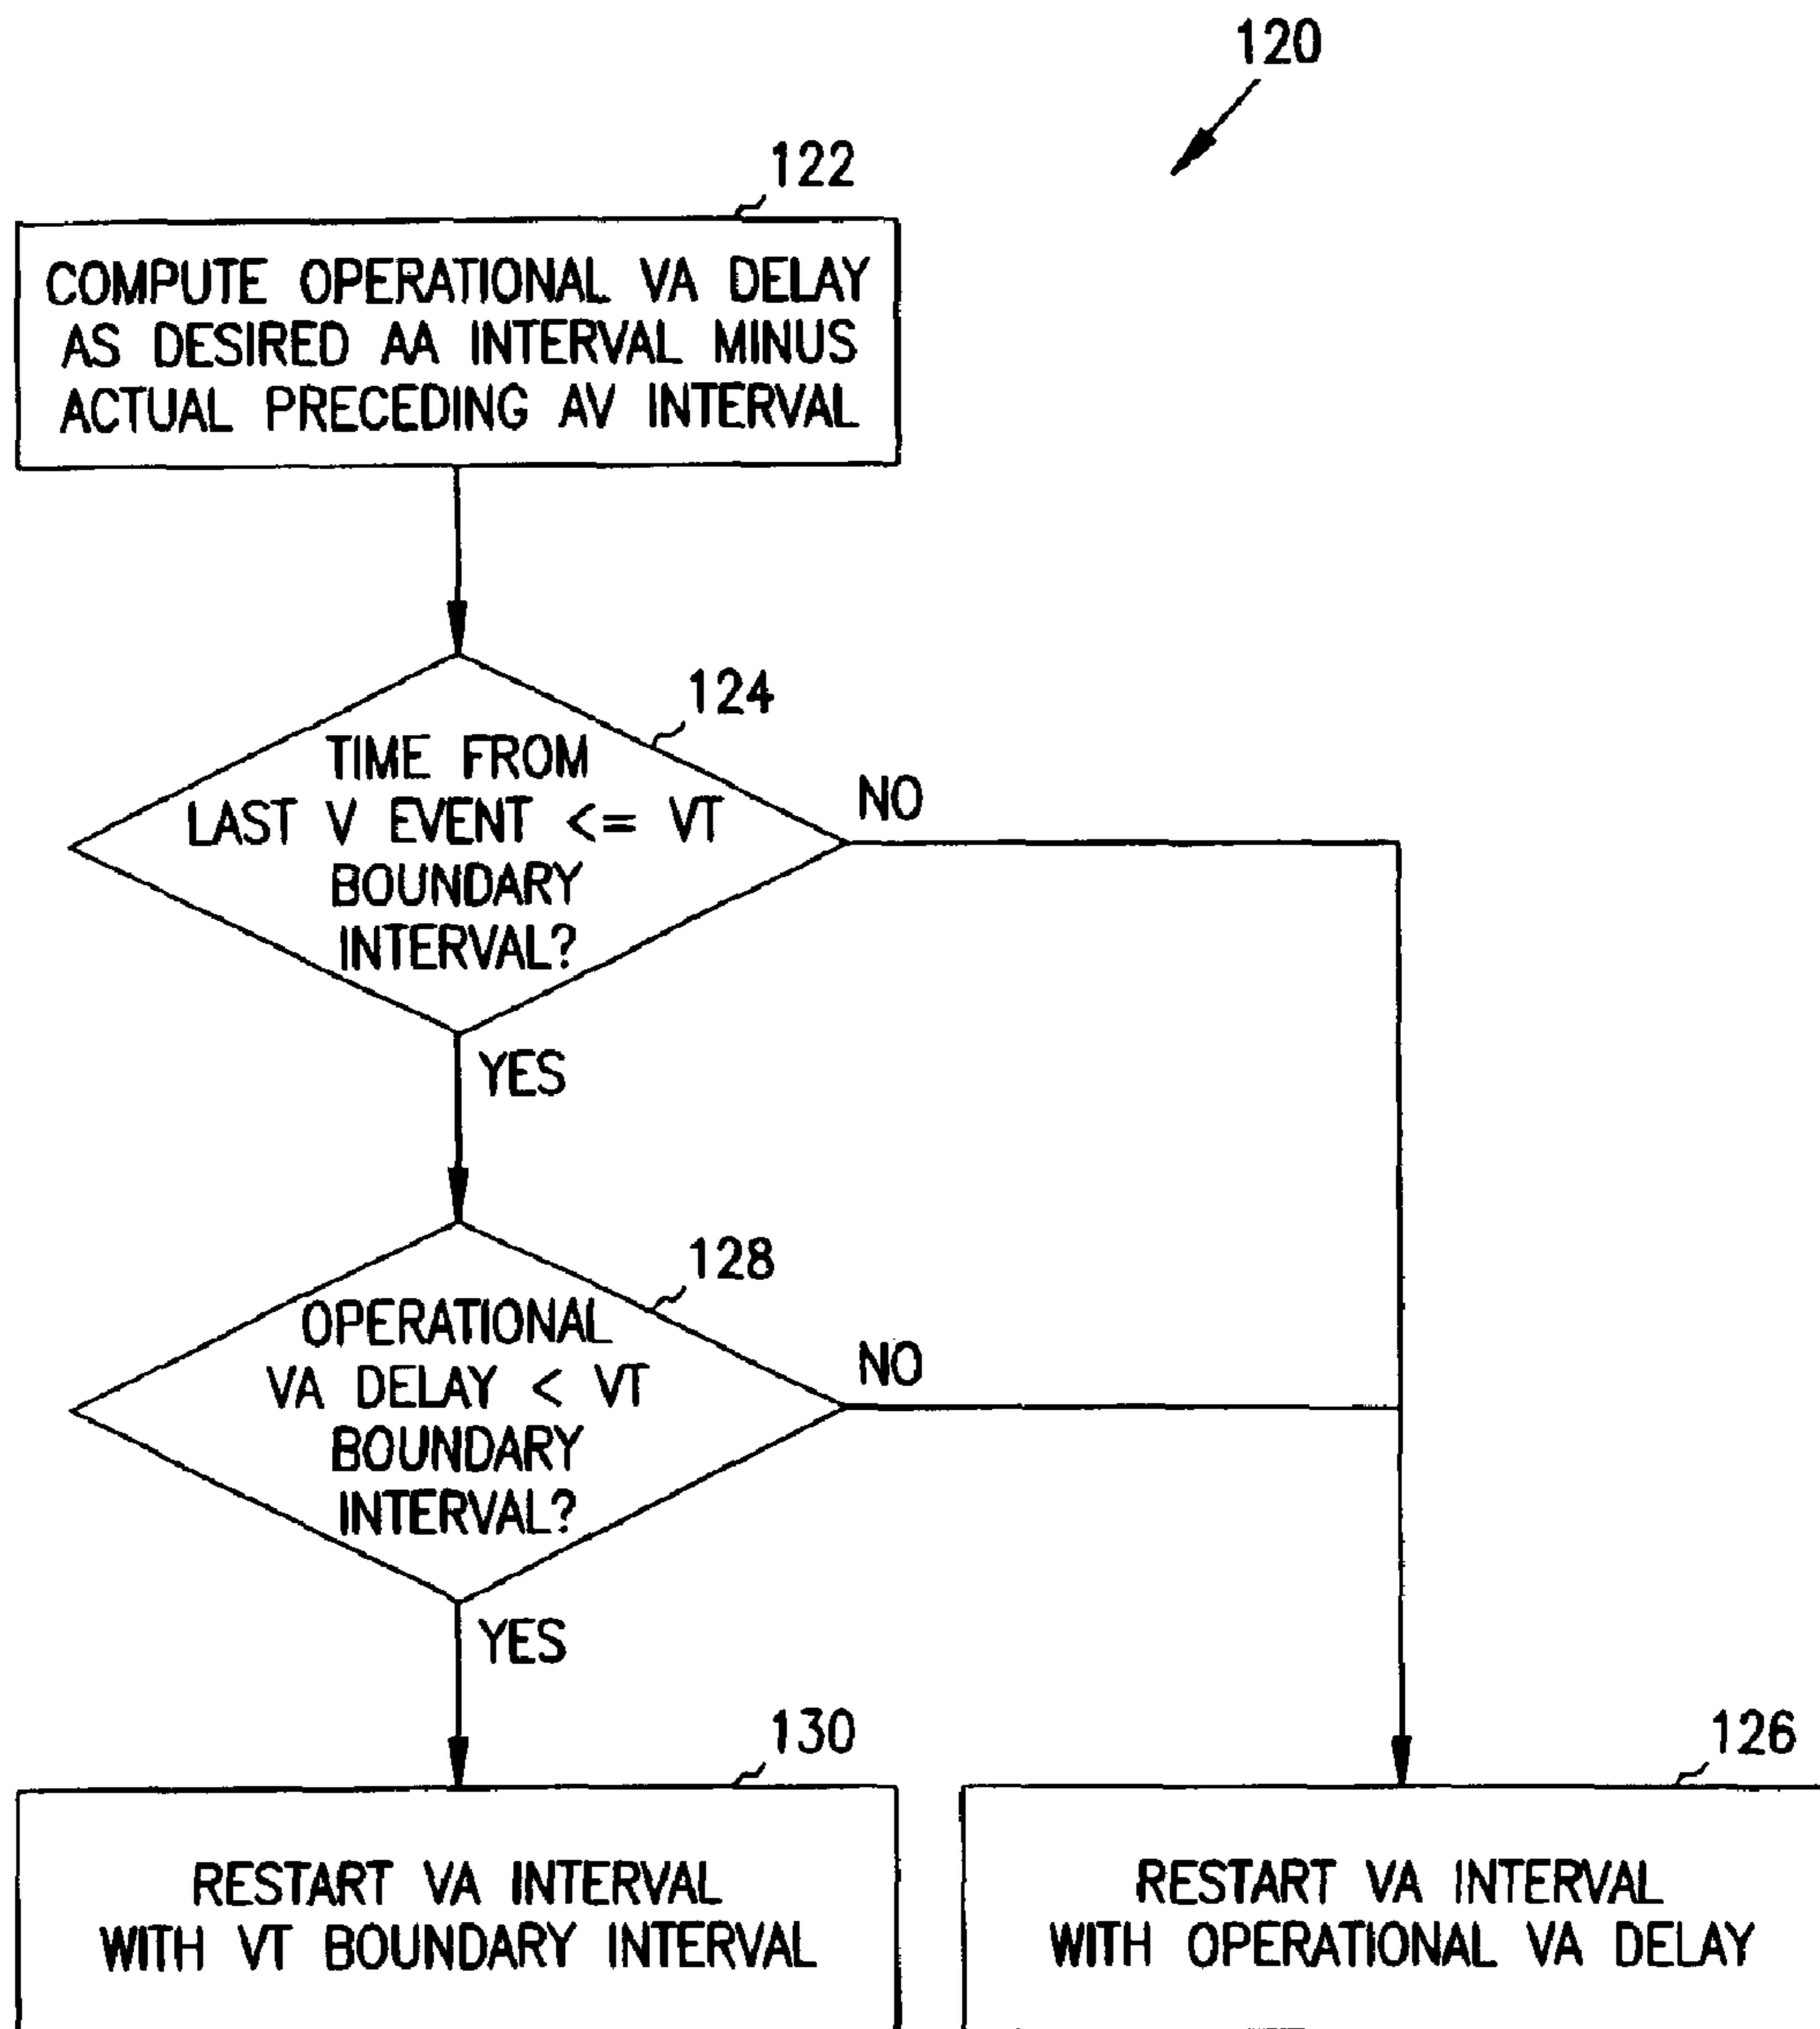 120
122
COMPUTE OPERATIONAL VA DELAY
AS DESIRED AA INTERVAL MINUS
ACTUAL PRECEDING AV INTERVAL
124
TIME FROM
LAST V EVENT <= VT
BOUNDARY
INTERVAL?
NO
YES
128
OPERATIONAL
VA DELAY < VT
BOUNDARY
INTERVAL?
NO
YES
130
RESTART VA INTERVAL
WITH VT BOUNDARY INTERVAL
126
RESTART VA INTERVAL
WITH OPERATIONAL VA DELAY